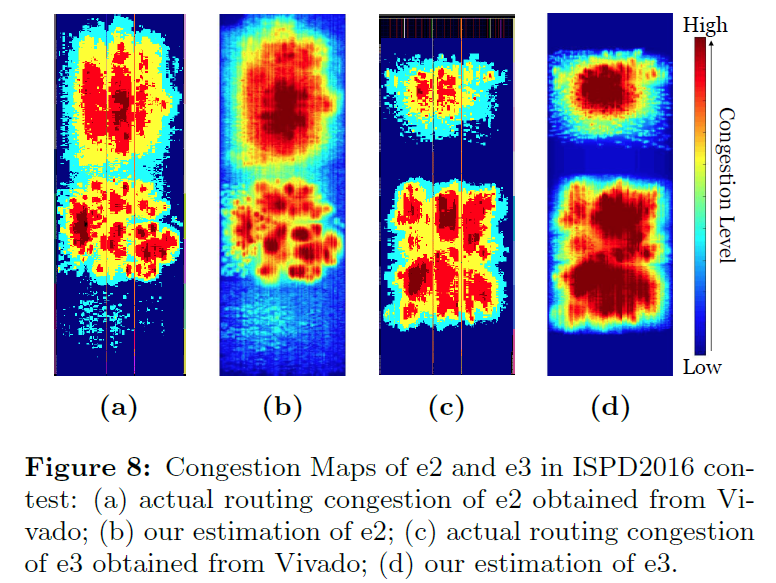 High
Congestion Level
Low
(a) (b) (c) (d)
Figure 8: Congestion Maps of e2 and e3 in ISPD2016 con-
test: (a) actual routing congestion of e2 obtained from Vi-
vado; (b) our estimation of e2; (c) actual routing congestion
of e3 obtained from Vivado; (d) our estimation of e3.